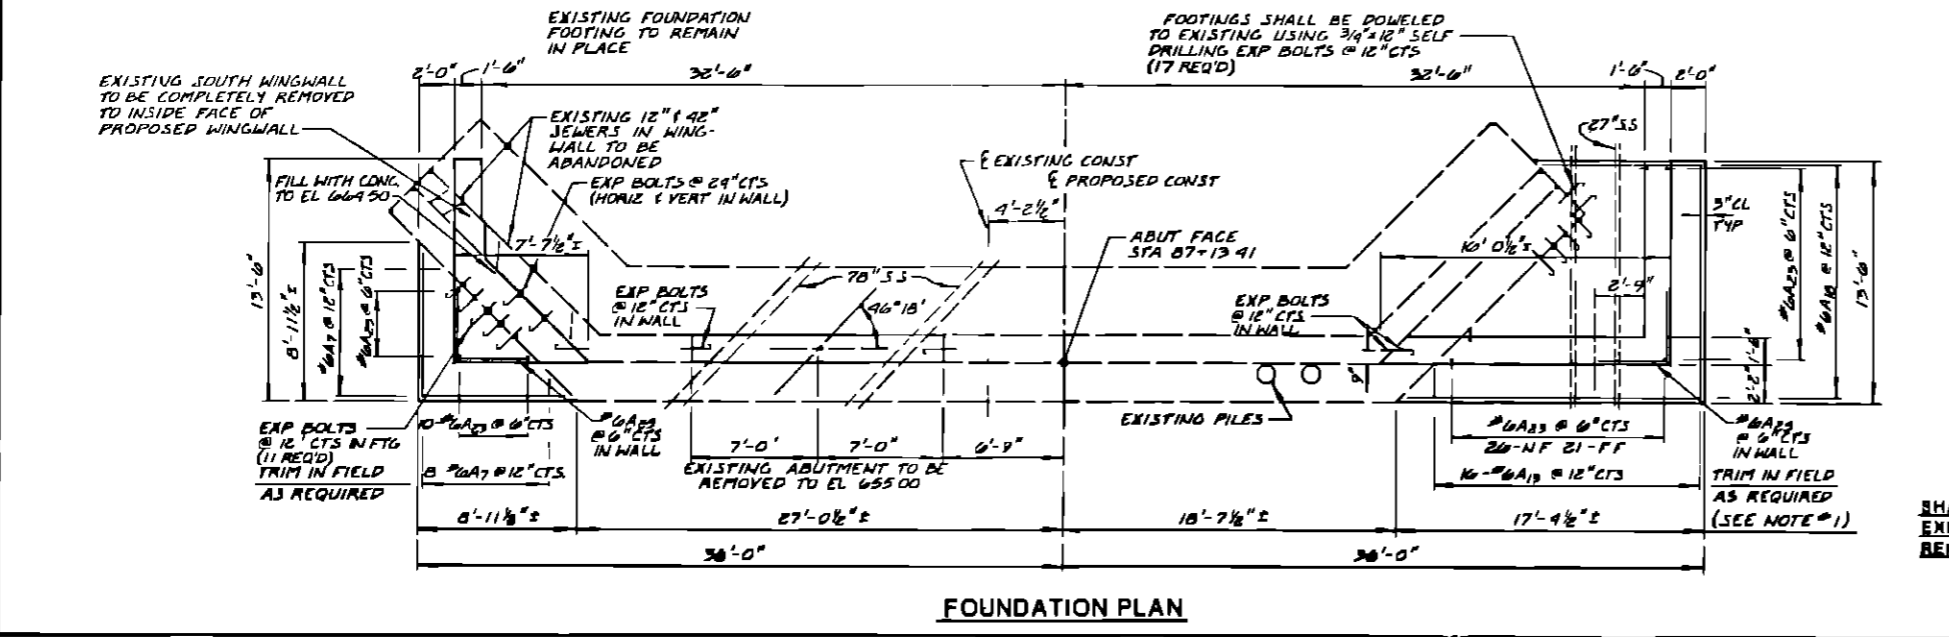 EXISTING FOUNDATION
FOOTING TO REMAIN
IN PLACE
FOOTINGS SHALL BE DOWELED
TO EXISTING USING 3/4"x12" SELF
DRILLING EXP BOLTS @ 12" CTS
(17 REQ'D)
EXISTING SOUTH WINGWALL
TO BE COMPLETELY REMOVED
TO INSIDE FACE OF
PROPOSED WINGWALL
2'-0"
1'-6"
32'-6"
32'-6"
1'-6"
2'-0"
EXISTING 12" & 42"
SEWERS IN WING-
WALL TO BE
ABANDONED
27" S.S
FILL WITH CONC.
TO EL 664 50
EXP BOLTS @ 24" CTS
(HORIZ & VERT IN WALL)
℄ EXISTING CONST
℄ PROPOSED CONST
4'-2½"
3" CL
TYP
7'-7½"±
ABUT FACE
STA 87+13 41
16'0½"±
13'-6"
8'-11½"±
#6A7 @ 12" CTS
#6A23 @ 6" CTS
78" S S
46°18'
EXP BOLTS
@ 12" CTS
IN WALL
EXP BOLTS
@ 12" CTS
IN WALL
2'-9"
#6A23 @ 6" CTS
#6A18 @ 12" CTS
13'-6"
9"
2'-2"
1'-6"
EXISTING PILES
EXP BOLTS
@ 12" CTS IN FTG
(11 REQ'D)
TRIM IN FIELD
AS REQUIRED
10-#6A23 @ 6" CTS
8 #6A7 @ 12" CTS.
#6A23
@ 6" CTS
IN WALL
7'-0'
7'-0"
6'-9"
EXISTING ABUTMENT TO BE
REMOVED TO EL 655 00
#6A23 @ 6" CTS
26-NF 21-FF
16-#6A19 @ 12" CTS
#6A23
@ 6" CTS
IN WALL
TRIM IN FIELD
AS REQUIRED
(SEE NOTE #1)
8'-11⅛"±
27'-0½"±
18'-7½"±
17'-4½"±
36'-0"
36'-0"
FOUNDATION PLAN